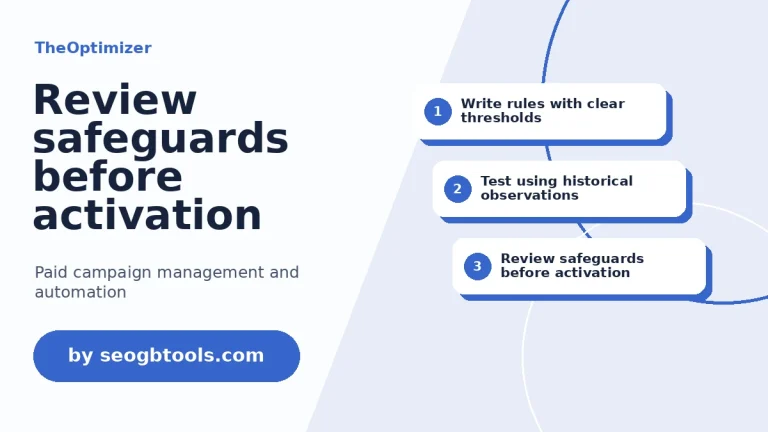 TheOptimizer
Review
safeguards
before
activation
Paid campaign management and
automation
by seogbtools.com
1
Write rules with clear
thresholds
2
Test using historical
observations
3
Review safeguards
before activation